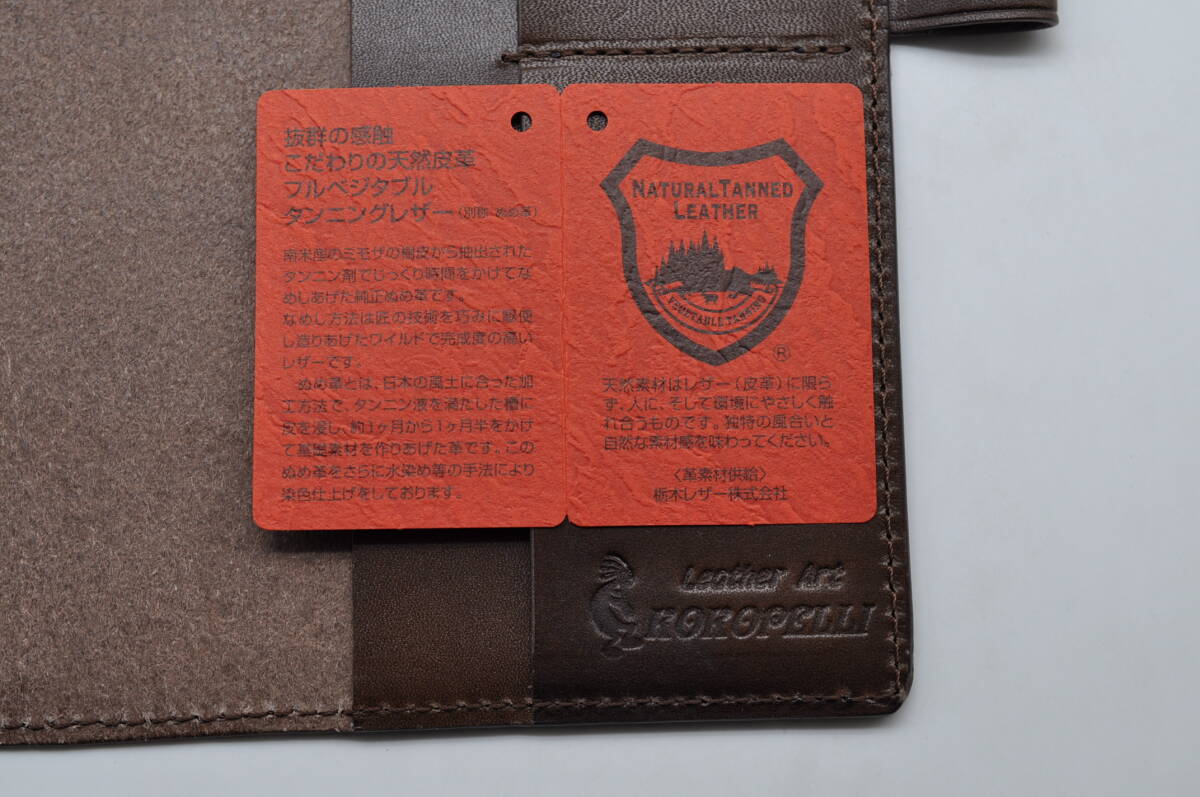 抜群の感触
こだわりの天然皮革
フルベジタブル
タンニングレザー（別称 ぬめ革）
南米産のミモザの樹皮から抽出された
タンニン剤でじっくり時間をかけてな
めしあげた純正ぬめ革です。
なめし方法は匠の技術を巧みに駆使
し造りあげたワイルドで完成度の高い
レザーです。
ぬめ革とは、日本の風土に合った加
工方法で、タンニン液を満たした槽に
皮を浸し、約1ヶ月から1ヶ月半をかけ
て基礎素材を作りあげた革です。この
ぬめ革をさらに水染め等の手法により
染色仕上げをしております。
NATURAL TANNED
LEATHER
VEGETABLE TANNING
®
天然素材はレザー（皮革）に限ら
ず、人に、そして環境にやさしく触
れ合うものです。独特の風合いと
自然な素材感を味わってください。
〈革素材供給〉
栃木レザー株式会社
Leather Art
KOKOPELLI